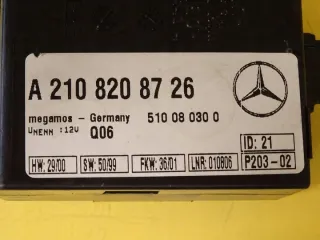 A 210 820 87 26
megamos - Germany 51 08 030 0
UNENN : 12V Q06
ID: 21
HW: 29/00 SW: 50/99 FKW: 36/01 LNR: 010806 P203-02